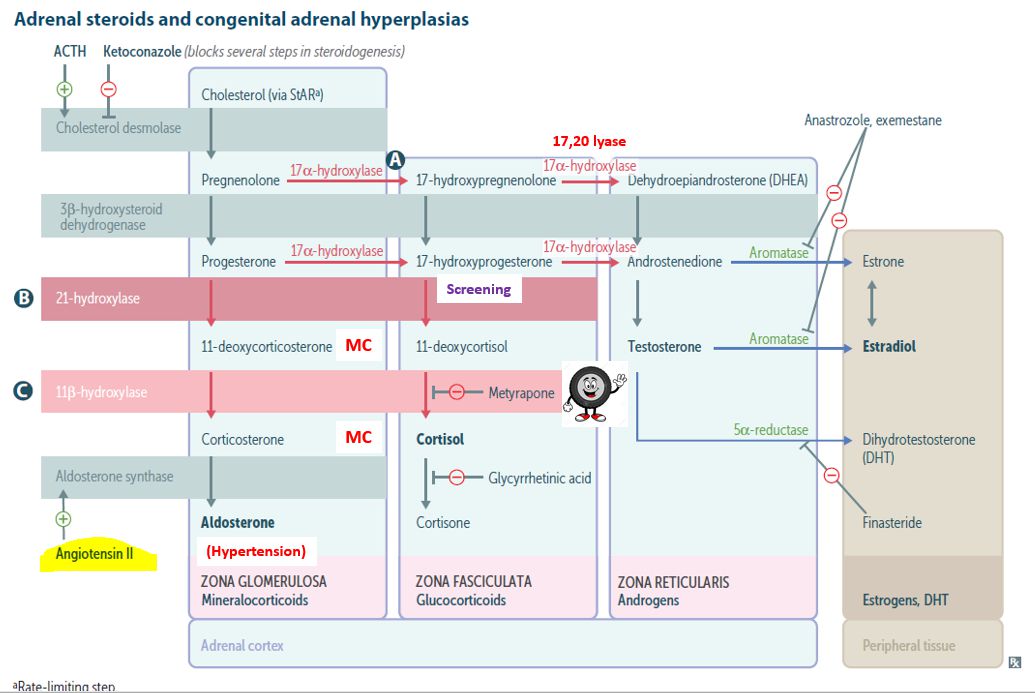 Adrenal steroids and congenital adrenal hyperplasias
ACTH Ketoconazole (blocks several steps in steroidogenesis)
Cholesterol (via StARª)
Cholesterol desmolase
Anastrozole, exemestane
A
17,20 lyase
17α-hydroxylase
17α-hydroxylase
Pregnenolone
17-hydroxypregnenolone
Dehydroepiandrosterone (DHEA)
3β-hydroxysteroid
dehydrogenase
17α-hydroxylase
17α-hydroxylase
Aromatase
Progesterone
17-hydroxyprogesterone
Androstenedione
Estrone
B
21-hydroxylase
Screening
11-deoxycorticosterone
MC
11-deoxycortisol
Testosterone
Aromatase
Estradiol
C
11β-hydroxylase
Metyrapone
Corticosterone
MC
Cortisol
5α-reductase
Dihydrotestosterone
(DHT)
Aldosterone synthase
Glycyrrhetinic acid
Aldosterone
Cortisone
Finasteride
Angiotensin II
(Hypertension)
ZONA GLOMERULOSA
Mineralocorticoids
ZONA FASCICULATA
Glucocorticoids
ZONA RETICULARIS
Androgens
Estrogens, DHT
Adrenal cortex
Peripheral tissue
Rx
ªRate-limiting step